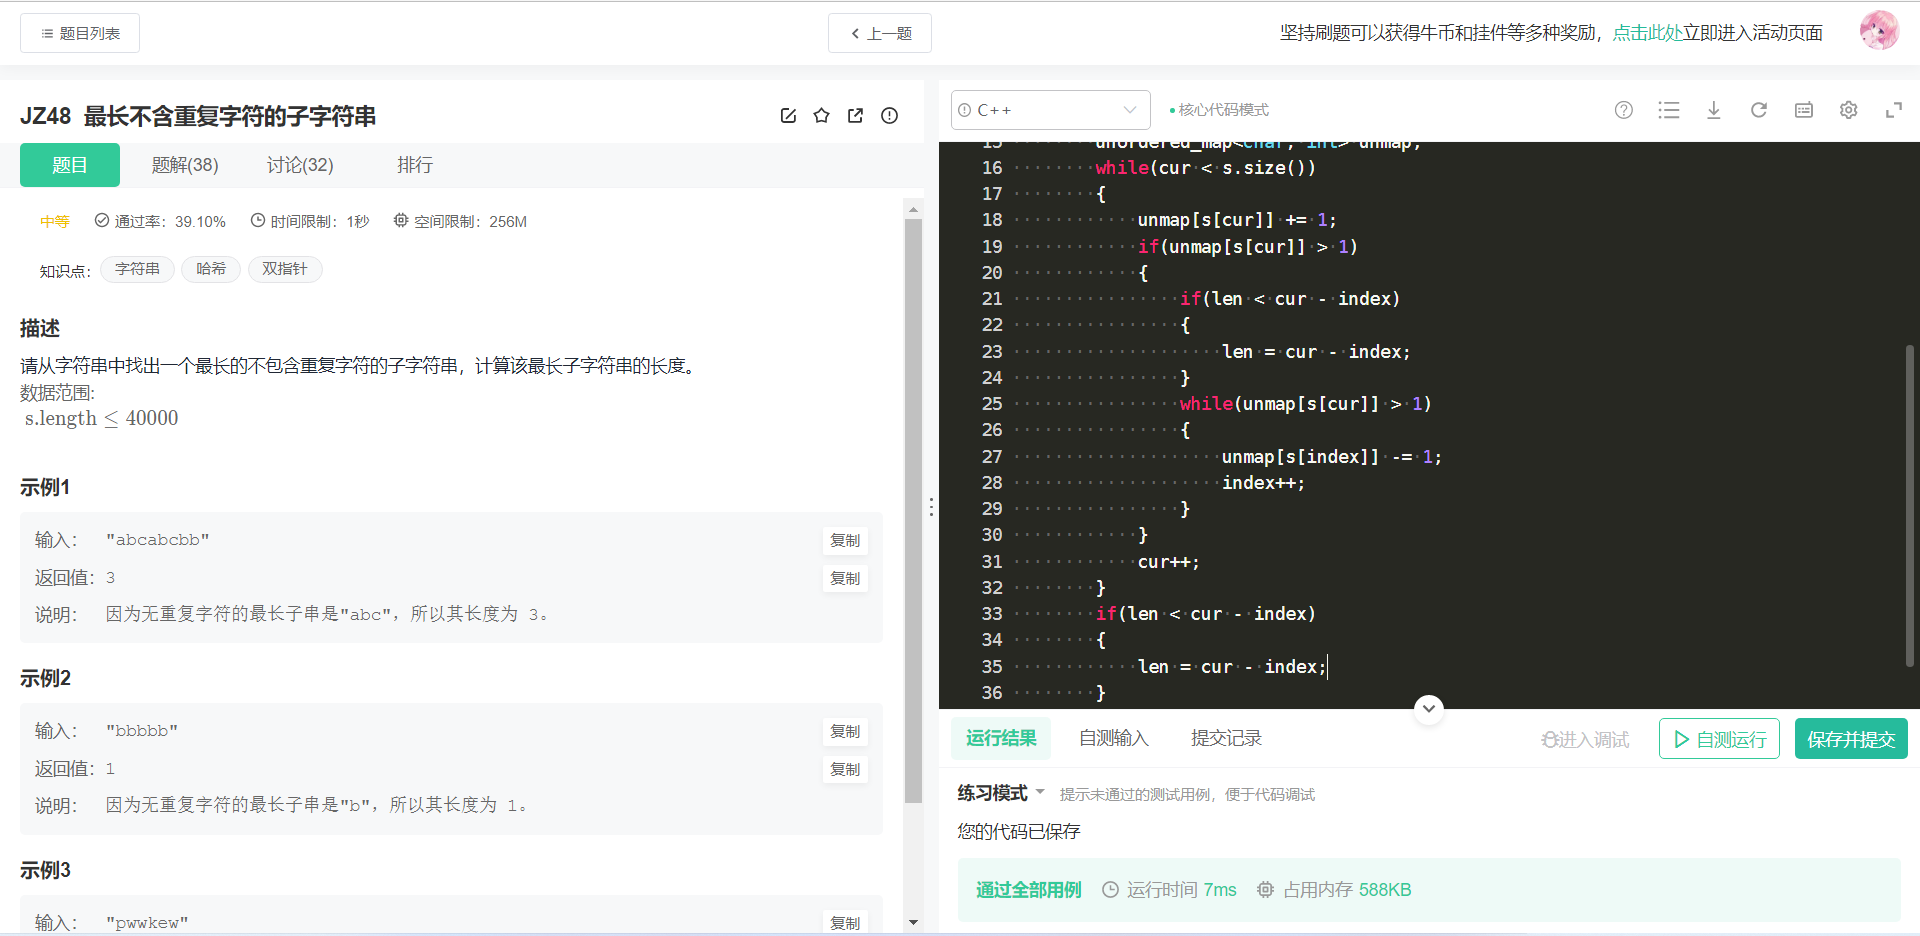 题目列表
上一题
坚持刷题可以获得牛币和挂件等多种奖励，点击此处立即进入活动页面
JZ48 最长不含重复字符的子字符串
题目 题解(38) 讨论(32) 排行
中等 通过率：39.10% 时间限制：1秒 空间限制：256M
知识点： 字符串 哈希 双指针
描述
请从字符串中找出一个最长的不包含重复字符的子字符串，计算该最长子字符串的长度。
数据范围:
s.length ≤ 40000
示例1
输入： "abcabcbb" 复制
返回值：3 复制
说明： 因为无重复字符的最长子串是"abc"，所以其长度为 3。
示例2
输入： "bbbbb" 复制
返回值：1 复制
说明： 因为无重复字符的最长子串是"b"，所以其长度为 1。
示例3
输入： "pwwkew" 复制
C++ 核心代码模式
15 unordered_map<char, int> unmap;
16 while(cur < s.size())
17 {
18 unmap[s[cur]] += 1;
19 if(unmap[s[cur]] > 1)
20 {
21 if(len < cur - index)
22 {
23 len = cur - index;
24 }
25 while(unmap[s[cur]] > 1)
26 {
27 unmap[s[index]] -= 1;
28 index++;
29 }
30 }
31 cur++;
32 }
33 if(len < cur - index)
34 {
35 len = cur - index;
36 }
运行结果 自测输入 提交记录 进入调试 自测运行 保存并提交
练习模式 提示未通过的测试用例，便于代码调试
您的代码已保存
通过全部用例 运行时间 7ms 占用内存 588KB